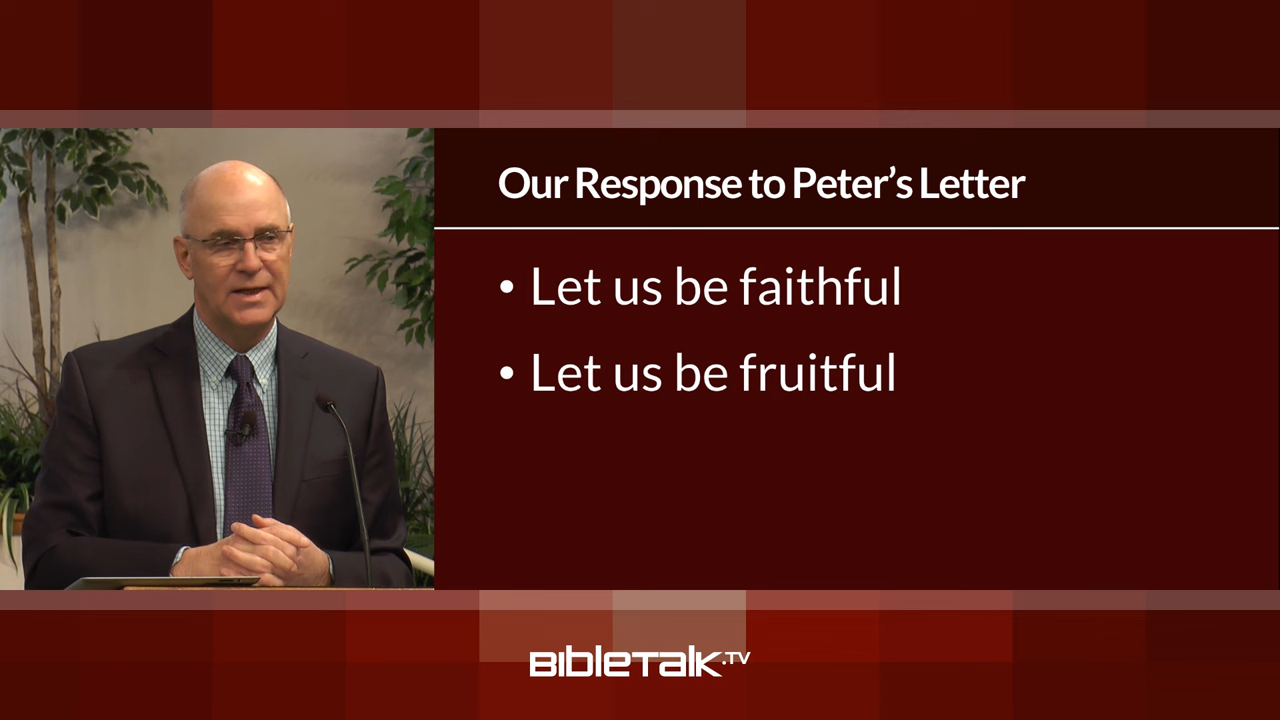 Our Response to Peter’s Letter
• Let us be faithful
• Let us be fruitful
BIBLETALK.TV